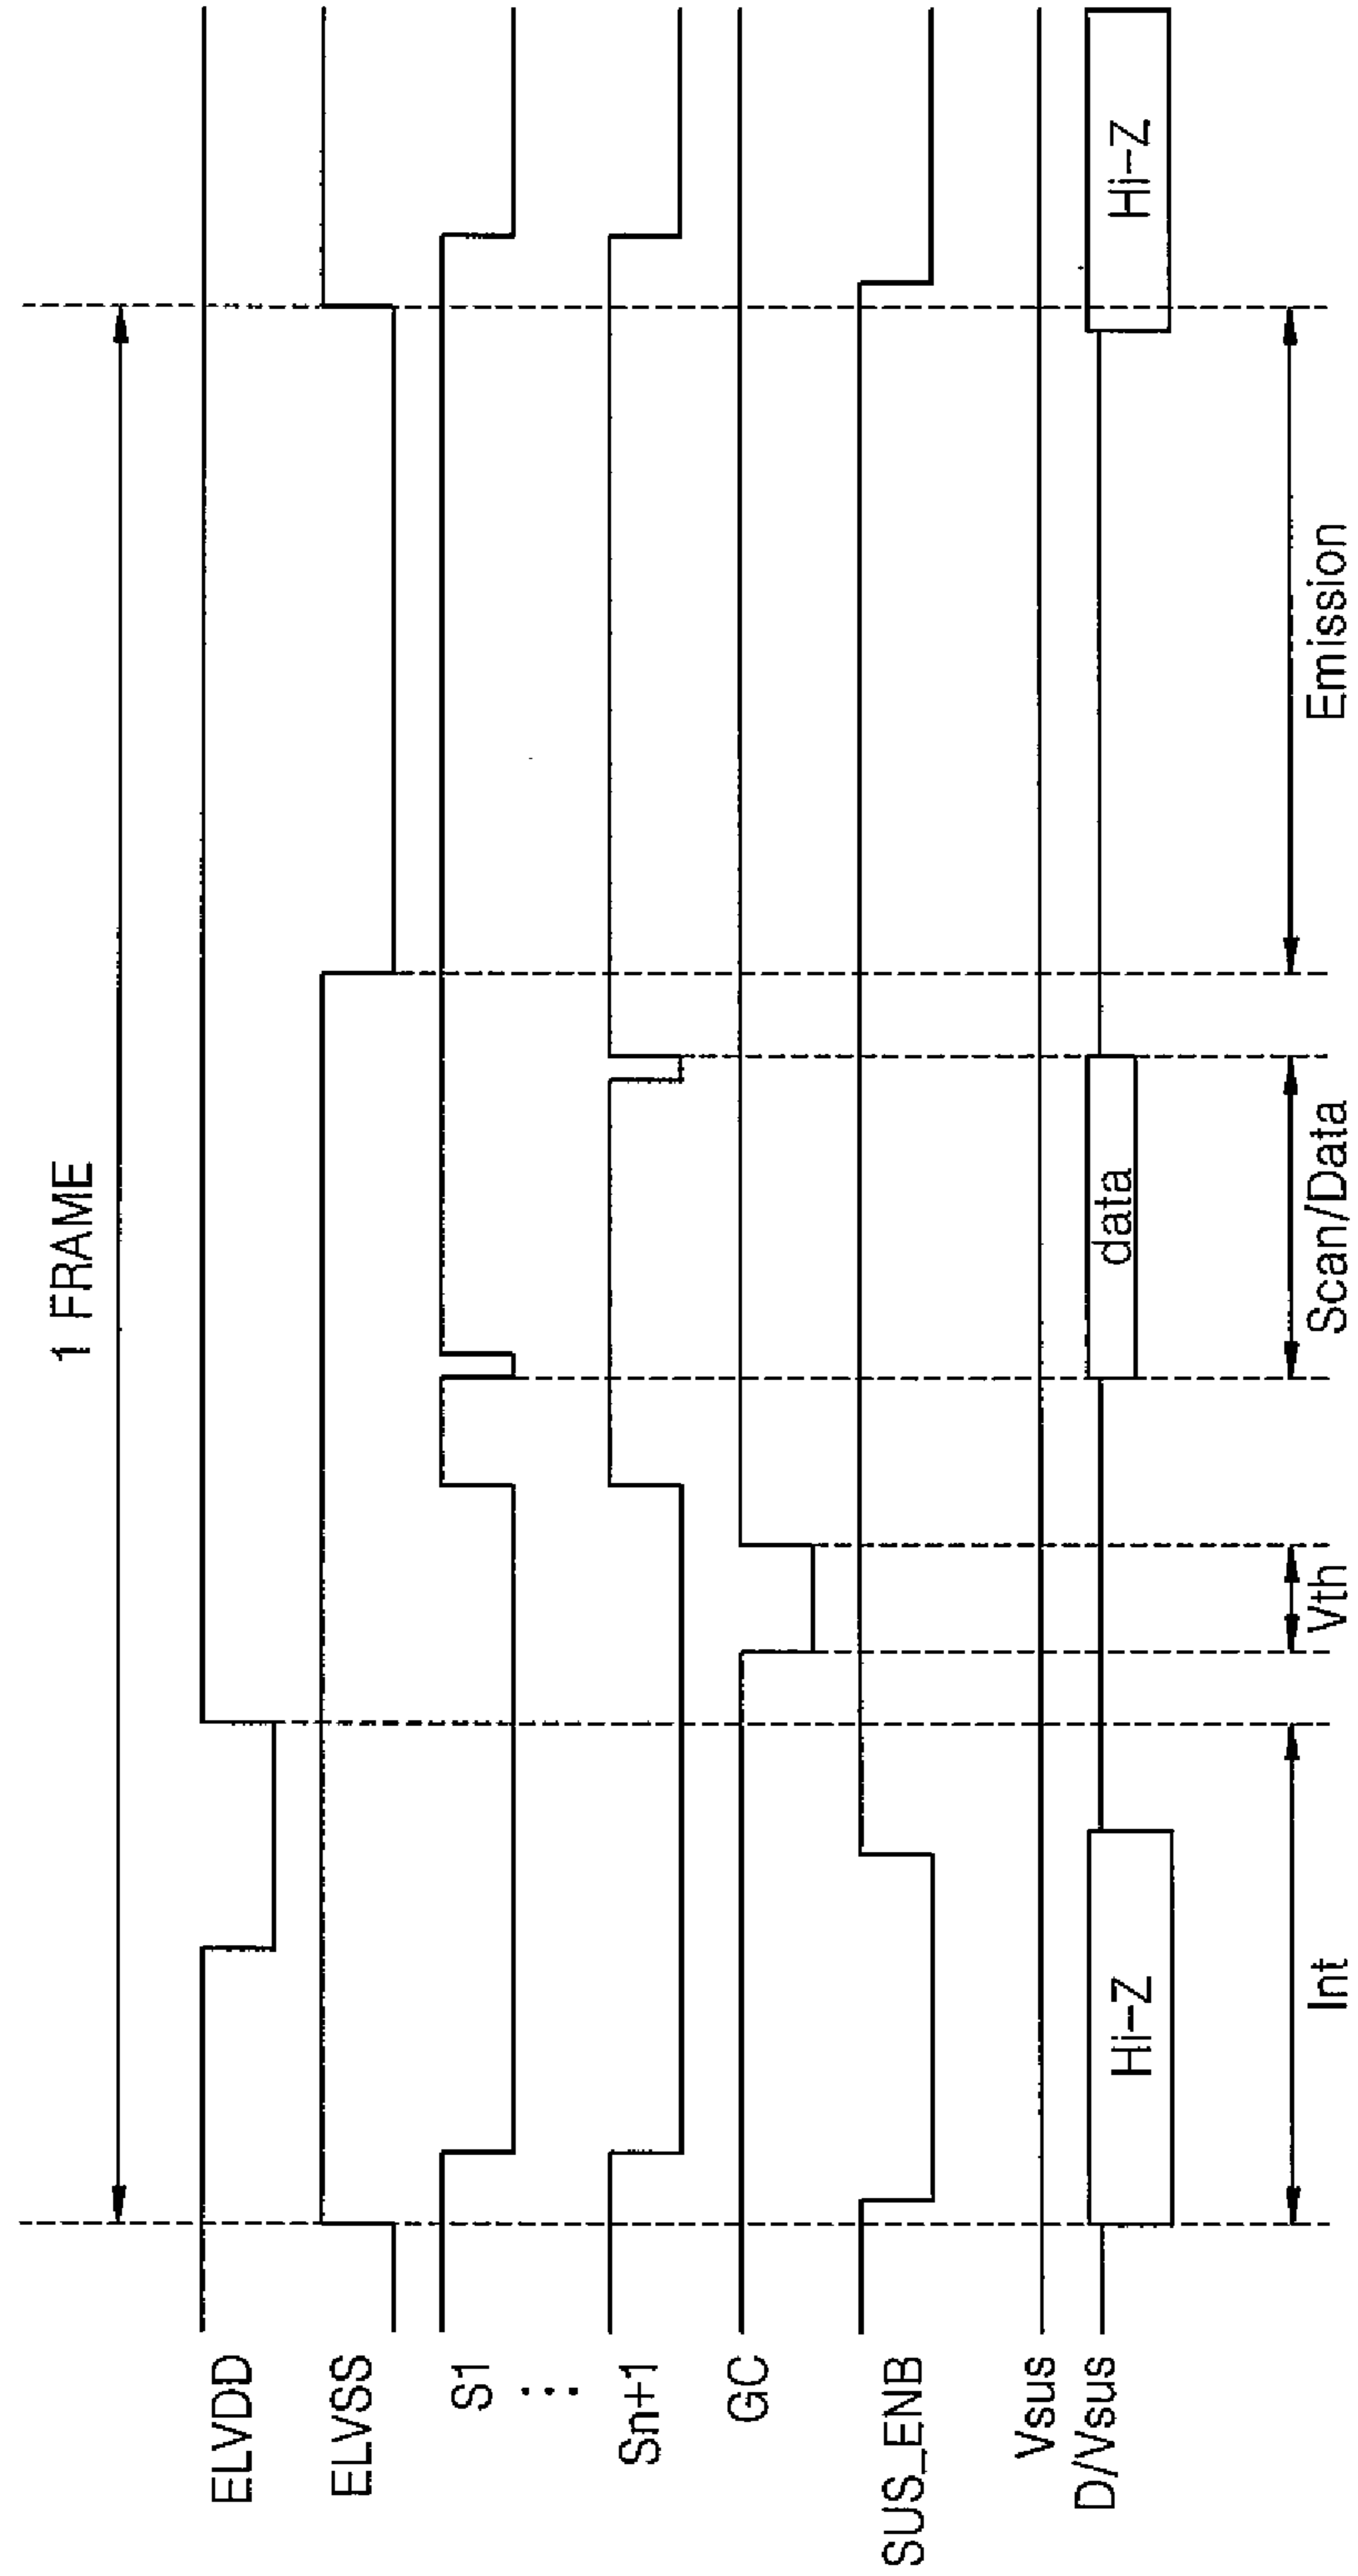 1 FRAME
ELVDD
ELVSS
S1
⋮
Sn+1
GC
SUS_ENB
Vsus
D/Vsus
Hi-Z
data
Hi-Z
Int
Vth
Scan/Data
Emission